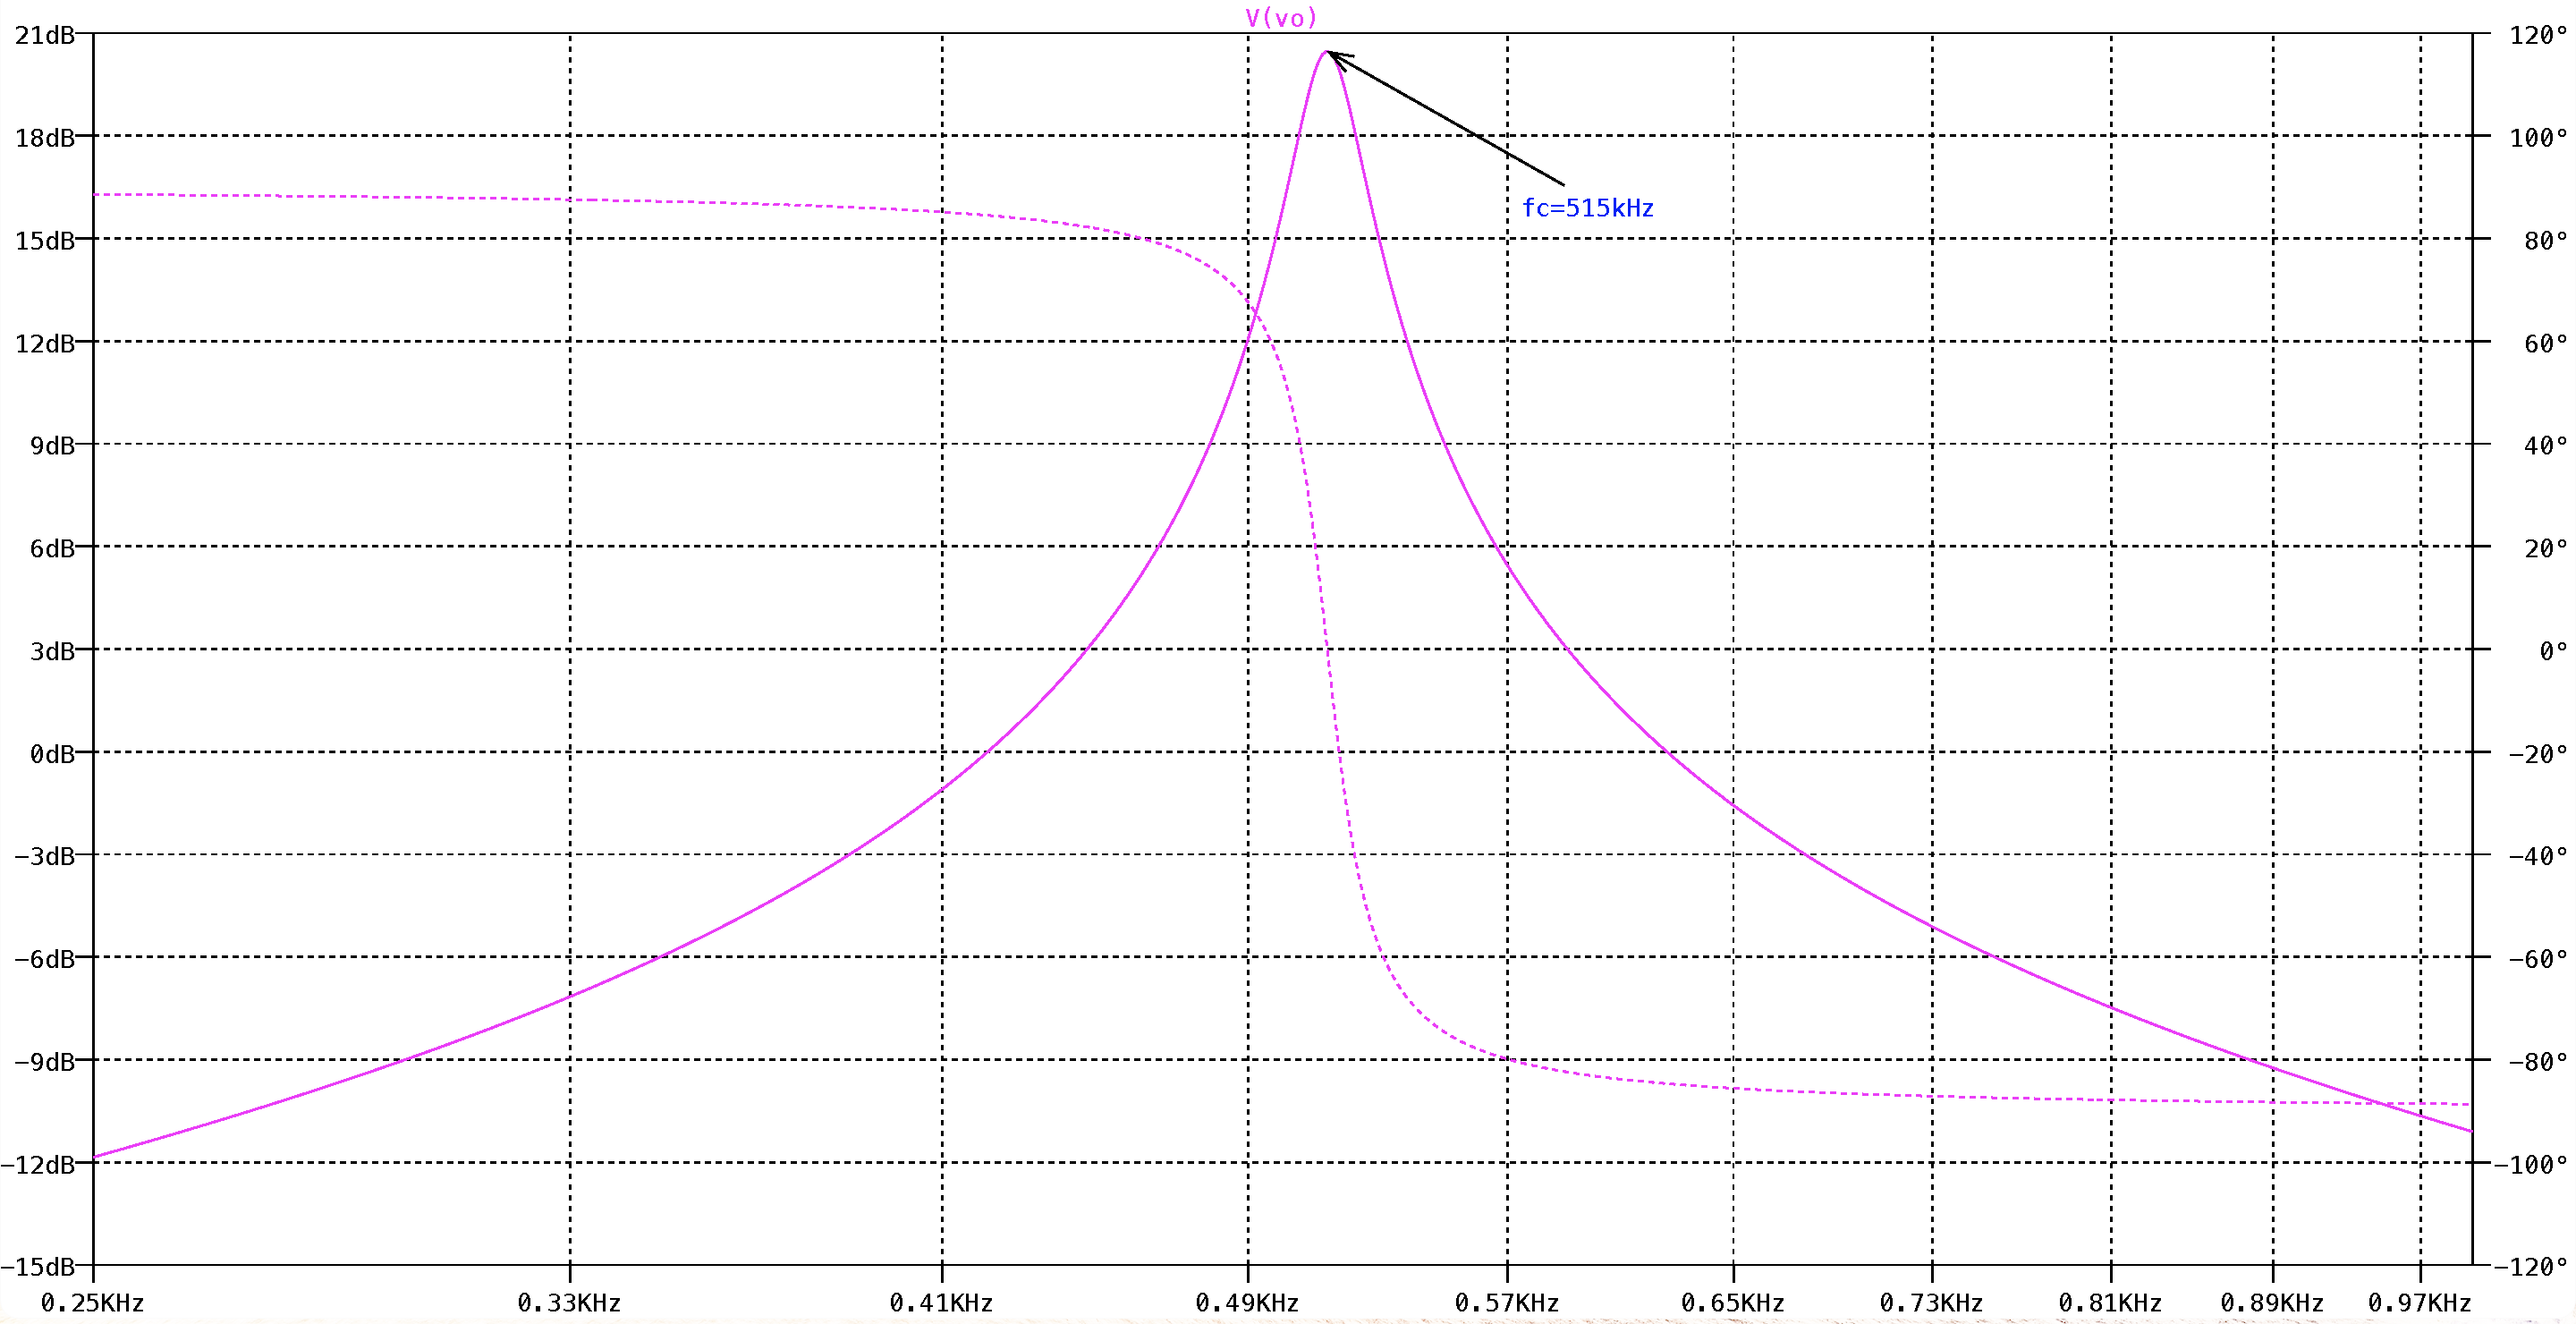 V(vo)
21dB
120°
18dB
100°
fc=515kHz
15dB
80°
12dB
60°
9dB
40°
6dB
20°
3dB
0°
0dB
-20°
-3dB
-40°
-6dB
-60°
-9dB
-80°
-12dB
-100°
-15dB
-120°
0.25KHz 0.33KHz 0.41KHz 0.49KHz 0.57KHz 0.65KHz 0.73KHz 0.81KHz 0.89KHz 0.97KHz